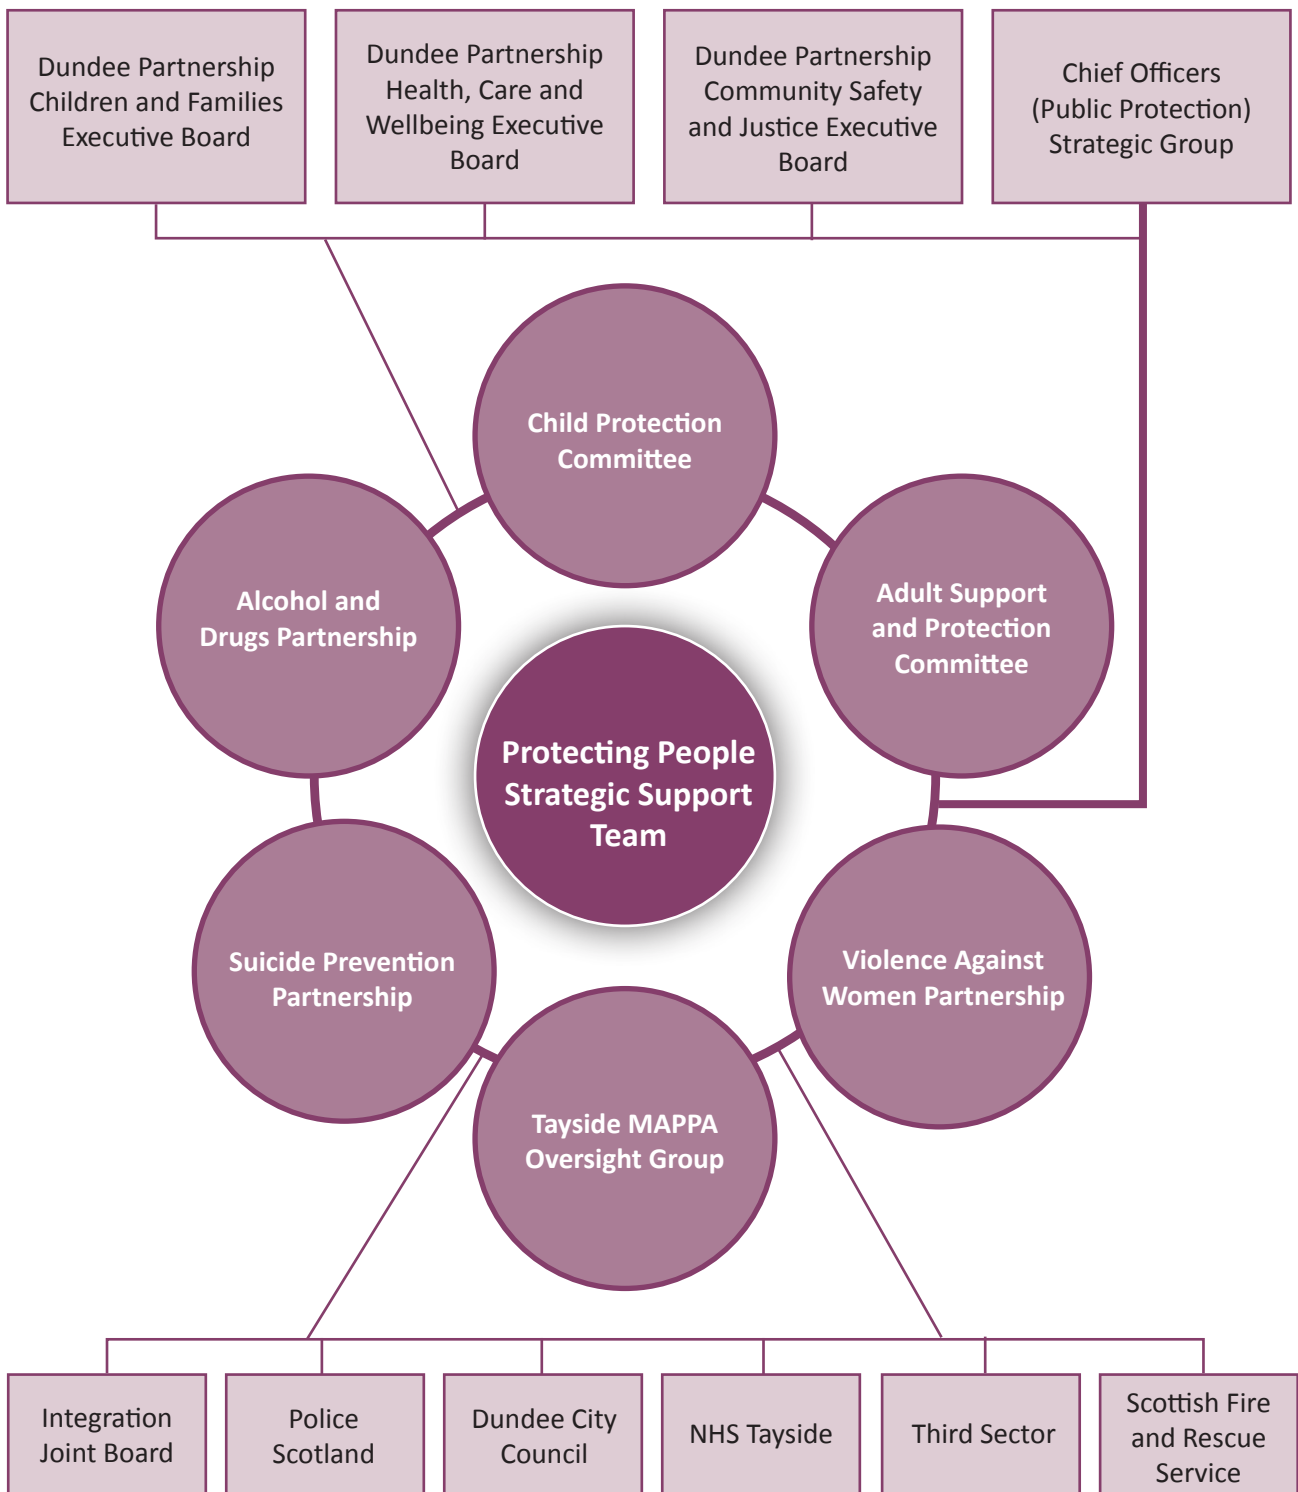 Dundee Partnership
Children and Families
Executive Board
Dundee Partnership
Health, Care and
Wellbeing Executive
Board
Dundee Partnership
Community Safety
and Justice Executive
Board
Chief Officers
(Public Protection)
Strategic Group
Child Protection
Committee
Alcohol and
Drugs Partnership
Adult Support
and Protection
Committee
Protecting People
Strategic Support
Team
Suicide Prevention
Partnership
Violence Against
Women Partnership
Tayside MAPPA
Oversight Group
Integration
Joint Board
Police
Scotland
Dundee City
Council
NHS Tayside
Third Sector
Scottish Fire
and Rescue
Service